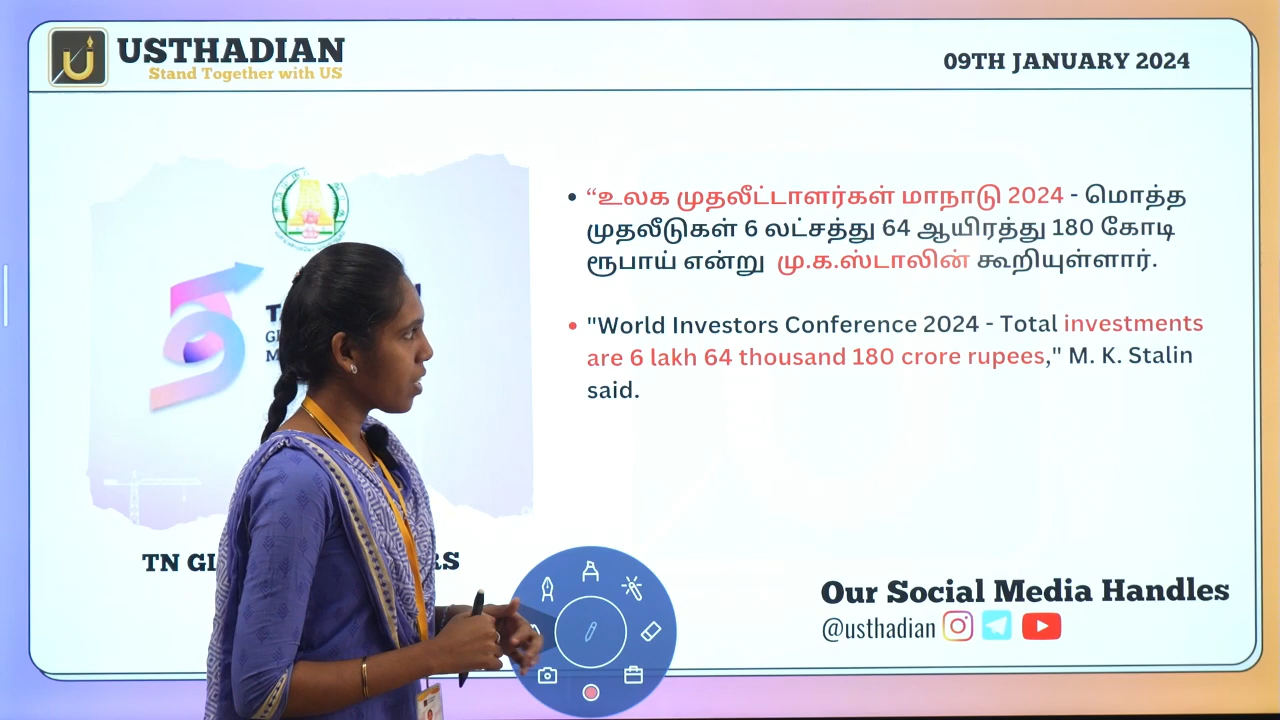 USTHADIAN
Stand Together with US
09TH JANUARY 2024
“உலக முதலீட்டாளர்கள் மாநாடு 2024 - மொத்த
முதலீடுகள் 6 லட்சத்து 64 ஆயிரத்து 180 கோடி
ரூபாய் என்று மு.க.ஸ்டாலின் கூறியுள்ளார்.
"World Investors Conference 2024 - Total investments
are 6 lakh 64 thousand 180 crore rupees," M. K. Stalin
said.
TN
Our Social Media Handles
@usthadian